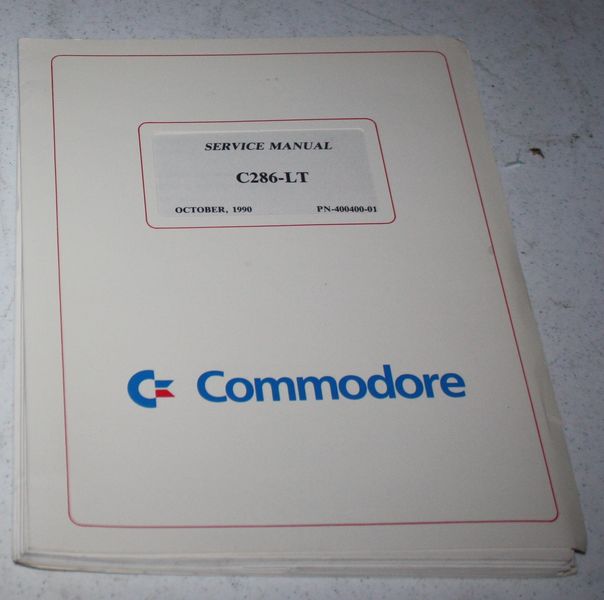 SERVICE MANUAL
C286-LT
OCTOBER, 1990 PN-400400-01
Commodore